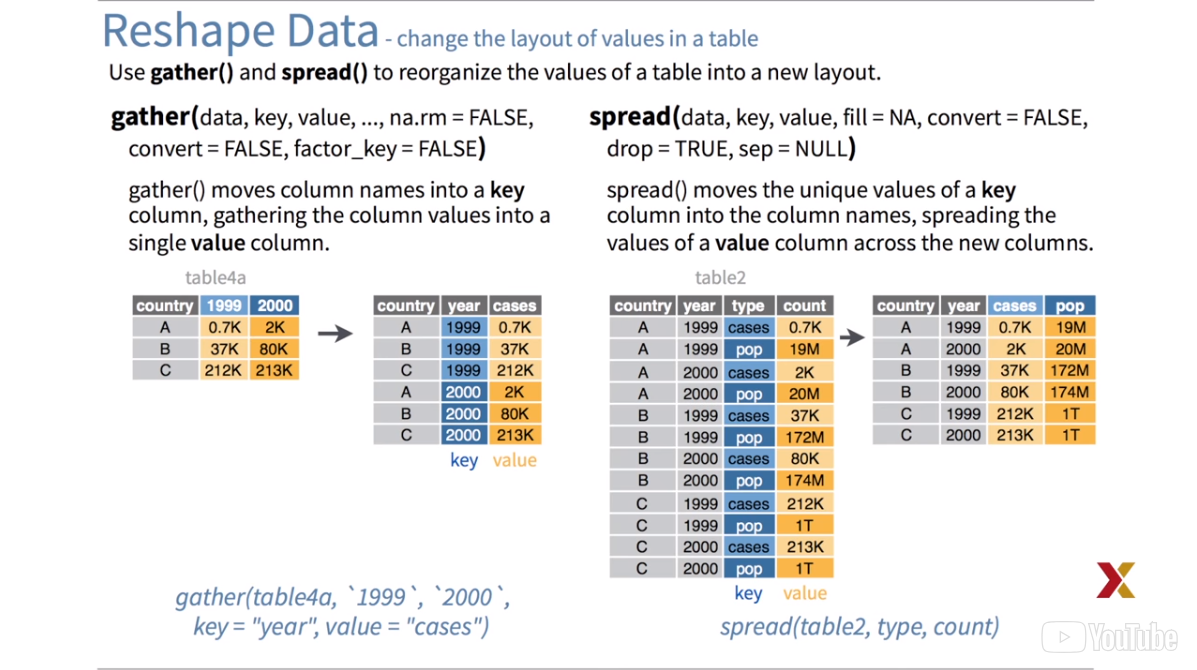 Reshape Data - change the layout of values in a table
Use gather() and spread() to reorganize the values of a table into a new layout.
gather(data, key, value, ..., na.rm = FALSE,
convert = FALSE, factor_key = FALSE)
gather() moves column names into a key
column, gathering the column values into a
single value column.
table4a
country 1999 2000
A 0.7K 2K
B 37K 80K
C 212K 213K
country year cases
A 1999 0.7K
B 1999 37K
C 1999 212K
A 2000 2K
B 2000 80K
C 2000 213K
key value
gather(table4a, `1999`, `2000`,
key = "year", value = "cases")
spread(data, key, value, fill = NA, convert = FALSE,
drop = TRUE, sep = NULL)
spread() moves the unique values of a key
column into the column names, spreading the
values of a value column across the new columns.
table2
country year type count
A 1999 cases 0.7K
A 1999 pop 19M
A 2000 cases 2K
A 2000 pop 20M
B 1999 cases 37K
B 1999 pop 172M
B 2000 cases 80K
B 2000 pop 174M
C 1999 cases 212K
C 1999 pop 1T
C 2000 cases 213K
C 2000 pop 1T
key value
country year cases pop
A 1999 0.7K 19M
A 2000 2K 20M
B 1999 37K 172M
B 2000 80K 174M
C 1999 212K 1T
C 2000 213K 1T
spread(table2, type, count)
YouTube